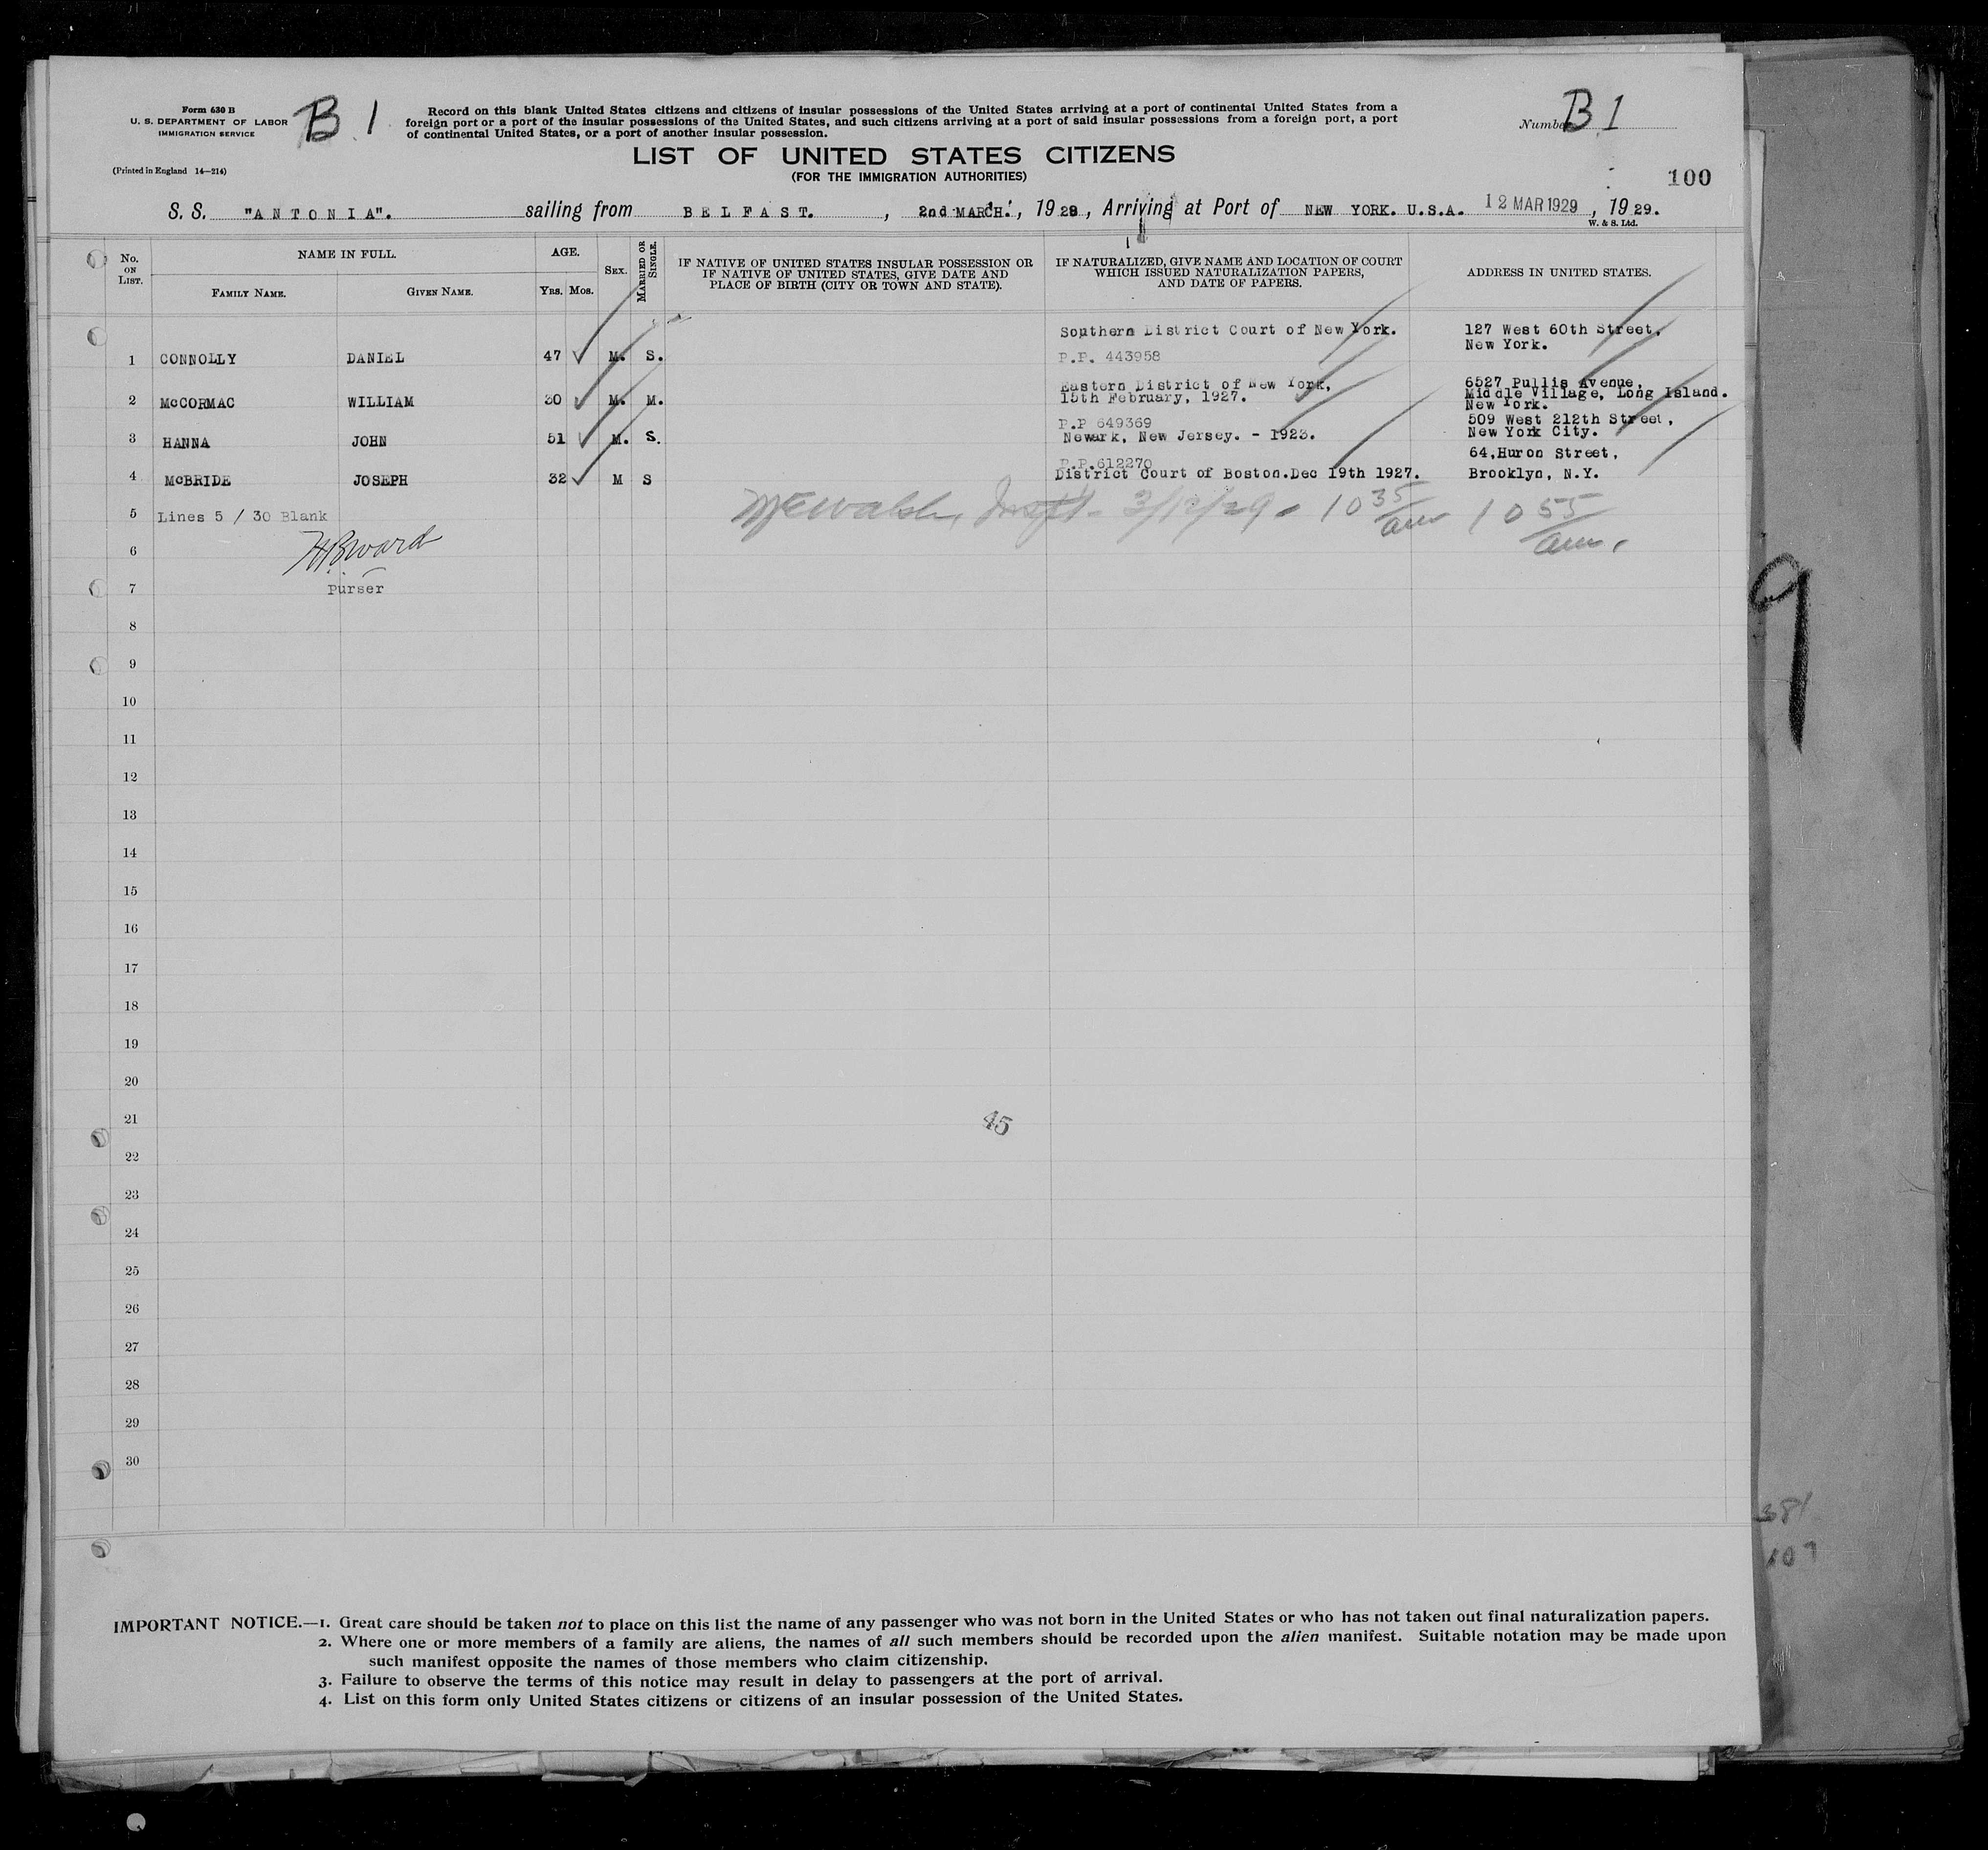 Form 630 B
U. S. DEPARTMENT OF LABOR
IMMIGRATION SERVICE
(Printed in England 14—214)
B 1
Record on this blank United States citizens and citizens of insular possessions of the United States arriving at a port of continental United States from a
foreign port or a port of the insular possessions of the United States, and such citizens arriving at a port of said insular possessions from a foreign port, a port
of continental United States, or a port of another insular possession.
Number B 1
LIST OF UNITED STATES CITIZENS
(FOR THE IMMIGRATION AUTHORITIES)
100
S. S. "ANTONIA". sailing from BELFAST. , 2nd MARCH. , 1929 , Arriving at Port of NEW YORK. U.S.A. 12 MAR 1929 , 1929.
W. & S. Ltd.
No. ON LIST.
NAME IN FULL.
FAMILY NAME. GIVEN NAME.
AGE.
YRS. MOS.
SEX.
MARRIED OR SINGLE.
IF NATIVE OF UNITED STATES INSULAR POSSESSION OR
IF NATIVE OF UNITED STATES, GIVE DATE AND
PLACE OF BIRTH (CITY OR TOWN AND STATE).
IF NATURALIZED, GIVE NAME AND LOCATION OF COURT
WHICH ISSUED NATURALIZATION PAPERS,
AND DATE OF PAPERS.
ADDRESS IN UNITED STATES.
Southern District Court of New York. 127 West 60th Street,
New York.
1 CONNOLLY DANIEL 47 M. S. P.P. 443958
Eastern District of New York, 6527 Pullis Avenue,
2 McCORMAC WILLIAM 30 M. M. 15th February, 1927. Middle Village, Long Island.
New York.
P.P 649369 509 West 212th Street,
3 HANNA JOHN 51 M. S. Newark, New Jersey. - 1923. New York City.
P.P.612270 64,Huron Street,
4 McBRIDE JOSEPH 32 M S District Court of Boston.Dec 19th 1927. Brooklyn, N.Y.
5 Lines 5 / 30 Blank
Walsh, Inspt - 3/12/29 - 10 35/am 10 55/am.
6 Ward
7 Purser
8
9
10
11
12
13
14
15
16
17
18
19
20
21
45
22
23
24
25
26
27
28
29
30
9
381
107
IMPORTANT NOTICE.—1. Great care should be taken not to place on this list the name of any passenger who was not born in the United States or who has not taken out final naturalization papers.
2. Where one or more members of a family are aliens, the names of all such members should be recorded upon the alien manifest. Suitable notation may be made upon
such manifest opposite the names of those members who claim citizenship.
3. Failure to observe the terms of this notice may result in delay to passengers at the port of arrival.
4. List on this form only United States citizens or citizens of an insular possession of the United States.